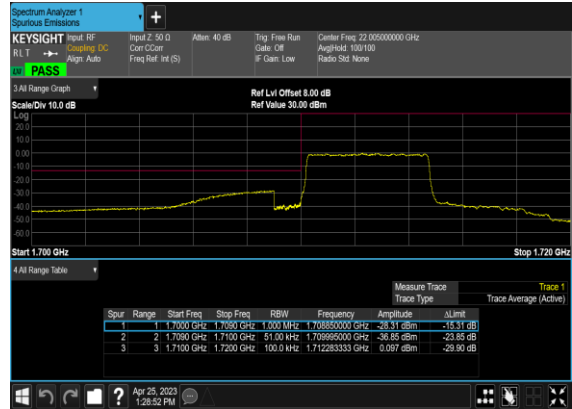 Spectrum Analyzer 1
Spurious Emissions
KEYSIGHT Input: RF Input Z: 50 Ω Atten: 40 dB Trig: Free Run Center Freq: 22.005000000 GHz
RLT Coupling: DC Corr CCorr Gate: Off Avg|Hold: 100/100
Align: Auto Freq Ref: Int (S) IF Gain: Low Radio Std: None
PASS
3 All Range Graph
Ref Lvl Offset 8.00 dB
Scale/Div 10.0 dB Ref Value 30.00 dBm
Log
20.0
10.0
0.00
-10.0
-20.0
-30.0
-40.0
-50.0
-60.0
Start 1.700 GHz Stop 1.720 GHz
4 All Range Table
Measure Trace Trace 1
Trace Type Trace Average (Active)
Spur Range Start Freq Stop Freq RBW Frequency Amplitude ΔLimit
1 1 1.7000 GHz 1.7090 GHz 1.000 MHz 1.708850000 GHz -28.31 dBm -15.31 dB
2 2 1.7090 GHz 1.7100 GHz 51.00 kHz 1.709995000 GHz -36.85 dBm -23.85 dB
3 3 1.7100 GHz 1.7200 GHz 100.0 kHz 1.712283333 GHz 0.097 dBm -29.90 dB
Apr 25, 2023
1:28:52 PM